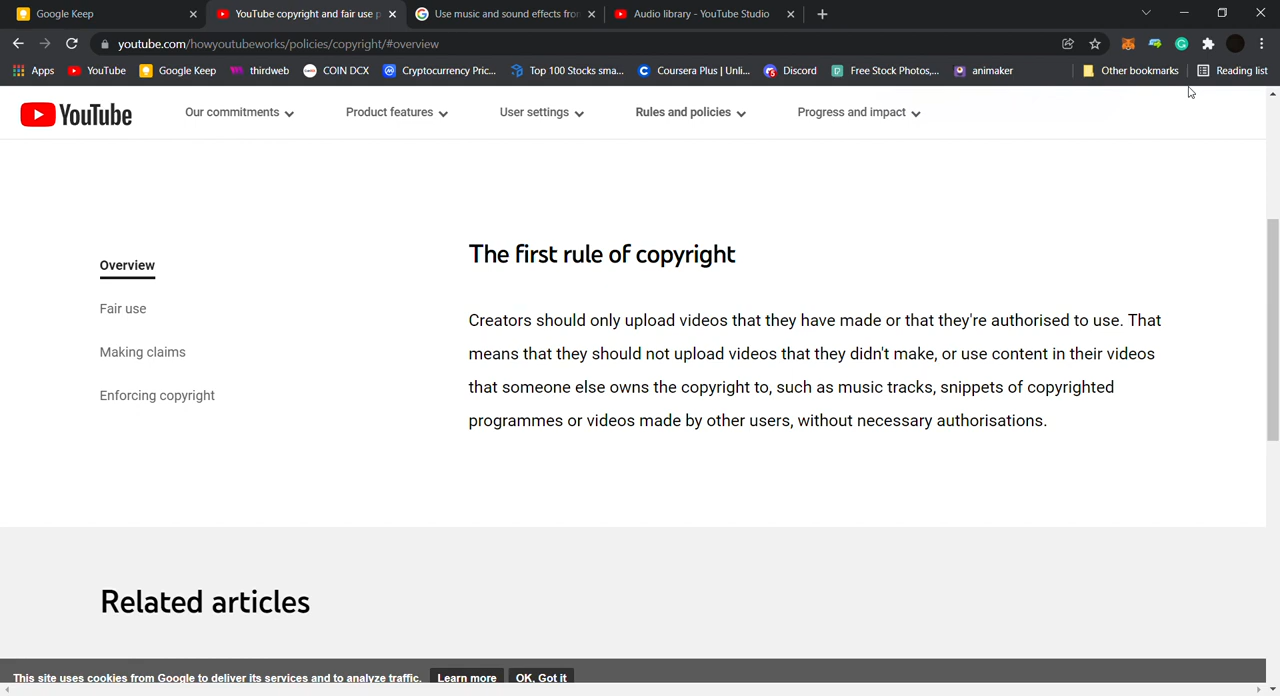 Google Keep
YouTube copyright and fair use p
Use music and sound effects from
Audio library - YouTube Studio
youtube.com/howyoutubeworks/policies/copyright/#overview
Apps YouTube Google Keep thirdweb COIN DCX Cryptocurrency Pric... Top 100 Stocks sma... Coursera Plus | Unli... Discord Free Stock Photos,... animaker Other bookmarks Reading list
YouTube Our commitments Product features User settings Rules and policies Progress and impact
Overview
Fair use
Making claims
Enforcing copyright
The first rule of copyright
Creators should only upload videos that they have made or that they're authorised to use. That
means that they should not upload videos that they didn't make, or use content in their videos
that someone else owns the copyright to, such as music tracks, snippets of copyrighted
programmes or videos made by other users, without necessary authorisations.
Related articles
This site uses cookies from Google to deliver its services and to analyze traffic. Learn more OK, Got it